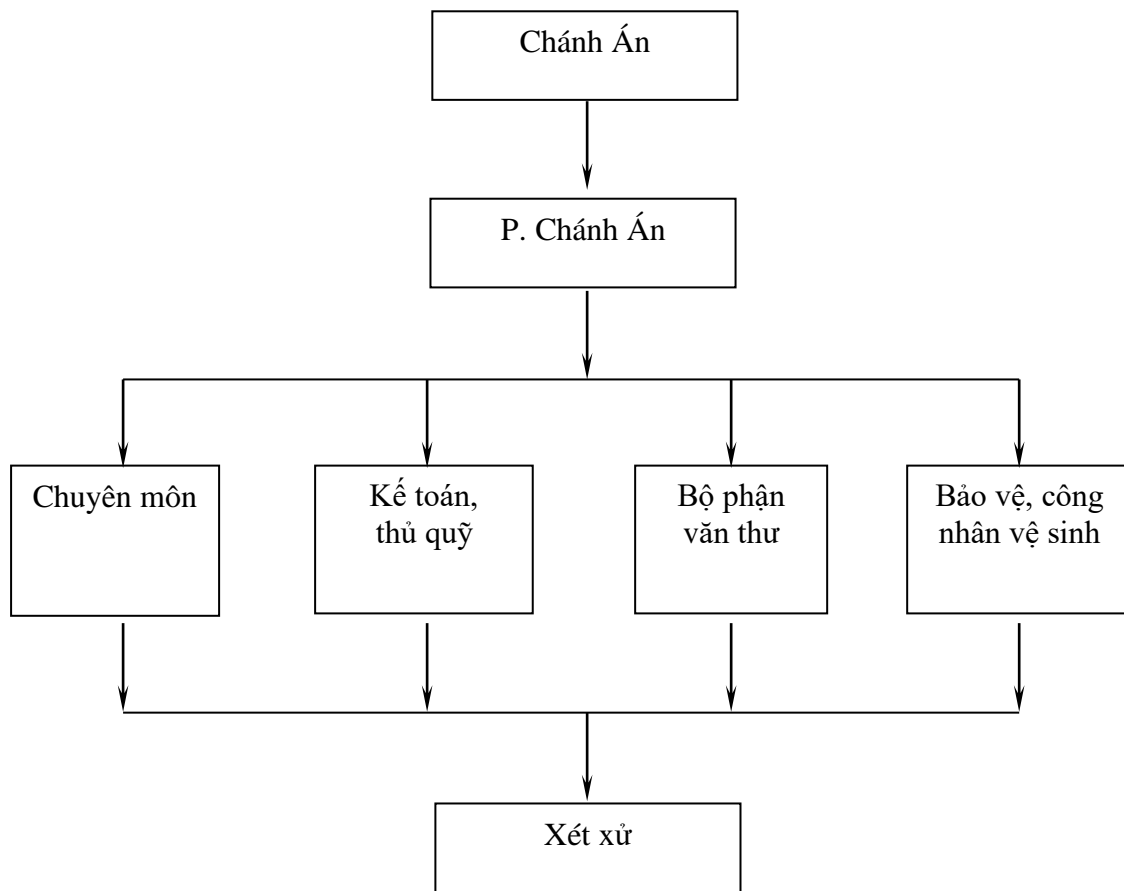 Chánh Án
P. Chánh Án
Chuyên môn
Kế toán,
thủ quỹ
Bộ phận
văn thư
Bảo vệ, công
nhân vệ sinh
Xét xử